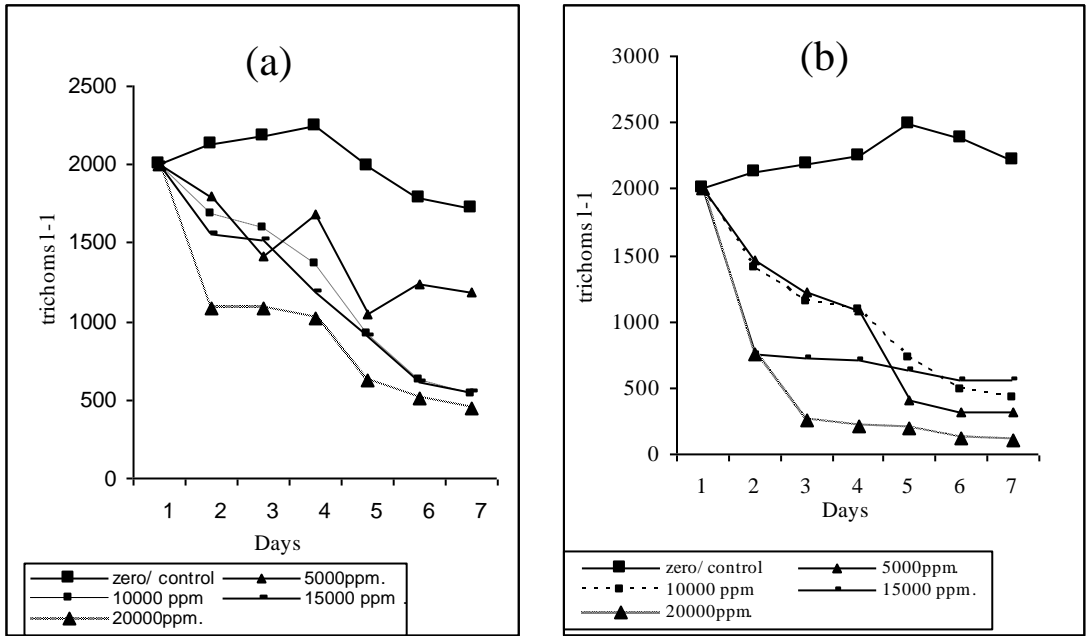 (a)
2500
2000
1500
1000
500
0
trichoms l-1
1 2 3 4 5 6 7
Days
zero/ control 5000ppm.
10000 ppm 15000 ppm .
20000ppm.
(b)
3000
2500
2000
1500
1000
500
0
trichoms l-1
1 2 3 4 5 6 7
Days
zero/ control 5000ppm.
10000 ppm 15000 ppm.
20000ppm.